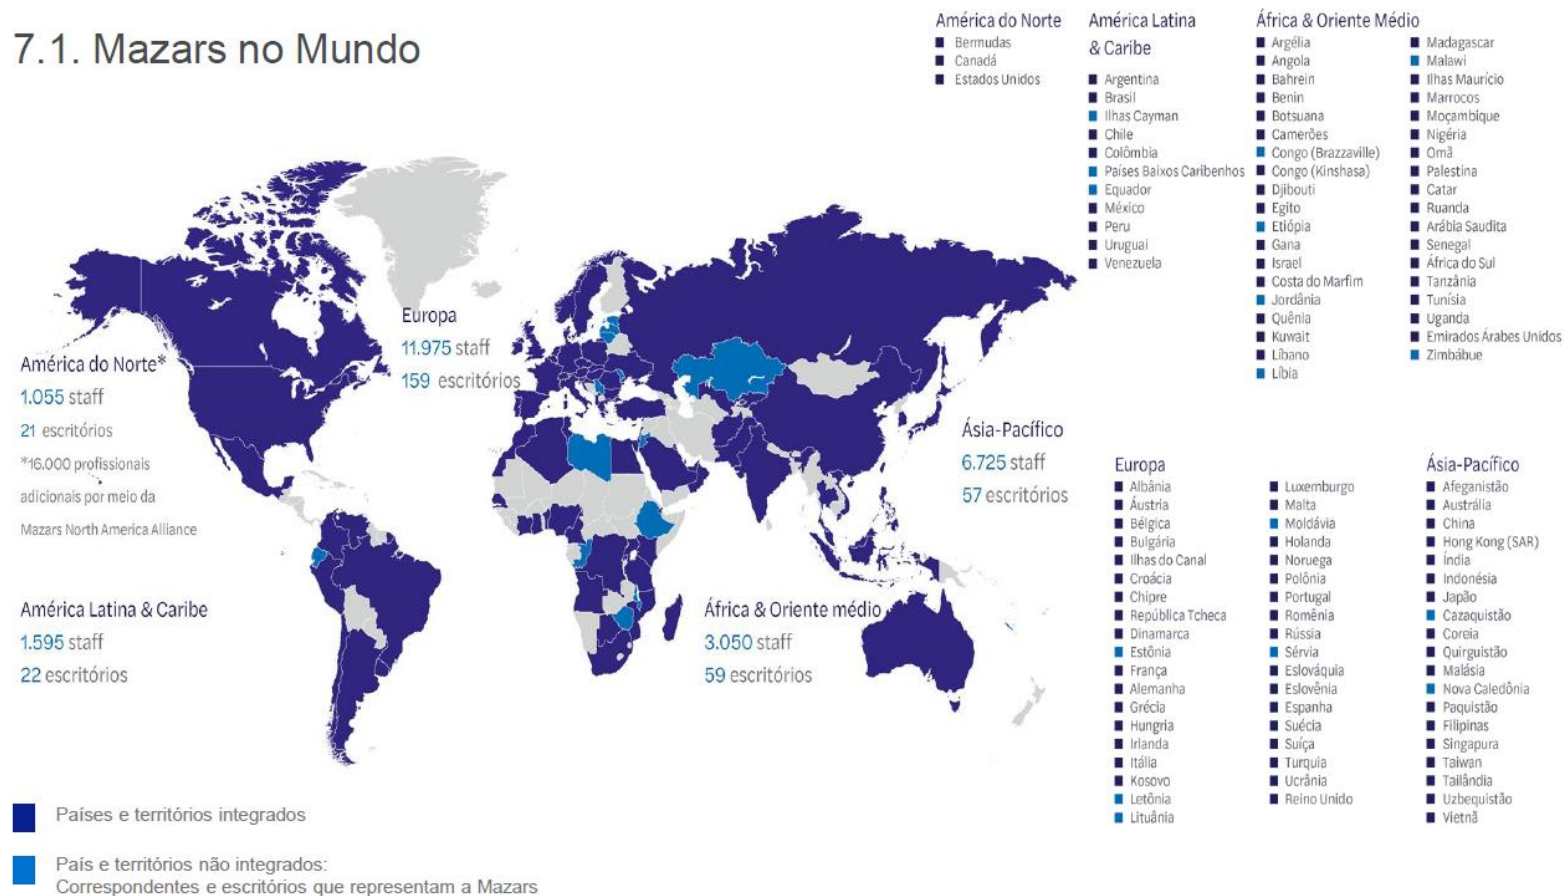 7.1. Mazars no Mundo
América do Norte
Bermudas
Canadá
Estados Unidos
América Latina
& Caribe
Argentina
Brasil
Ilhas Cayman
Chile
Colômbia
Países Baixos Caribenhos
Equador
México
Peru
Uruguai
Venezuela
África & Oriente Médio
Argélia
Angola
Bahrein
Benin
Botsuana
Camerões
Congo (Brazzaville)
Congo (Kinshasa)
Djibouti
Egito
Etiópia
Gana
Israel
Costa do Marfim
Jordânia
Quênia
Kuwait
Líbano
Líbia
Madagascar
Malawi
Ilhas Maurício
Marrocos
Moçambique
Nigéria
Omã
Palestina
Catar
Ruanda
Arábia Saudita
Senegal
África do Sul
Tanzânia
Tunísia
Uganda
Emirados Árabes Unidos
Zimbábue
Europa
11.975 staff
159 escritórios
América do Norte*
1.055 staff
21 escritórios
*16.000 profissionais
adicionais por meio da
Mazars North America Alliance
Ásia-Pacífico
6.725 staff
57 escritórios
América Latina & Caribe
1.595 staff
22 escritórios
África & Oriente médio
3.050 staff
59 escritórios
Europa
Albânia
Áustria
Bélgica
Bulgária
Ilhas do Canal
Croácia
Chipre
República Tcheca
Dinamarca
Estônia
França
Alemanha
Grécia
Hungria
Irlanda
Itália
Kosovo
Letônia
Lituânia
Luxemburgo
Malta
Moldávia
Holanda
Noruega
Polônia
Portugal
Romênia
Rússia
Sérvia
Eslováquia
Eslovênia
Espanha
Suécia
Suíça
Turquia
Ucrânia
Reino Unido
Ásia-Pacífico
Afeganistão
Austrália
China
Hong Kong (SAR)
Índia
Indonésia
Japão
Cazaquistão
Coreia
Quirguistão
Malásia
Nova Caledônia
Paquistão
Filipinas
Singapura
Taiwan
Tailândia
Uzbequistão
Vietnã
Países e territórios integrados
País e territórios não integrados:
Correspondentes e escritórios que representam a Mazars